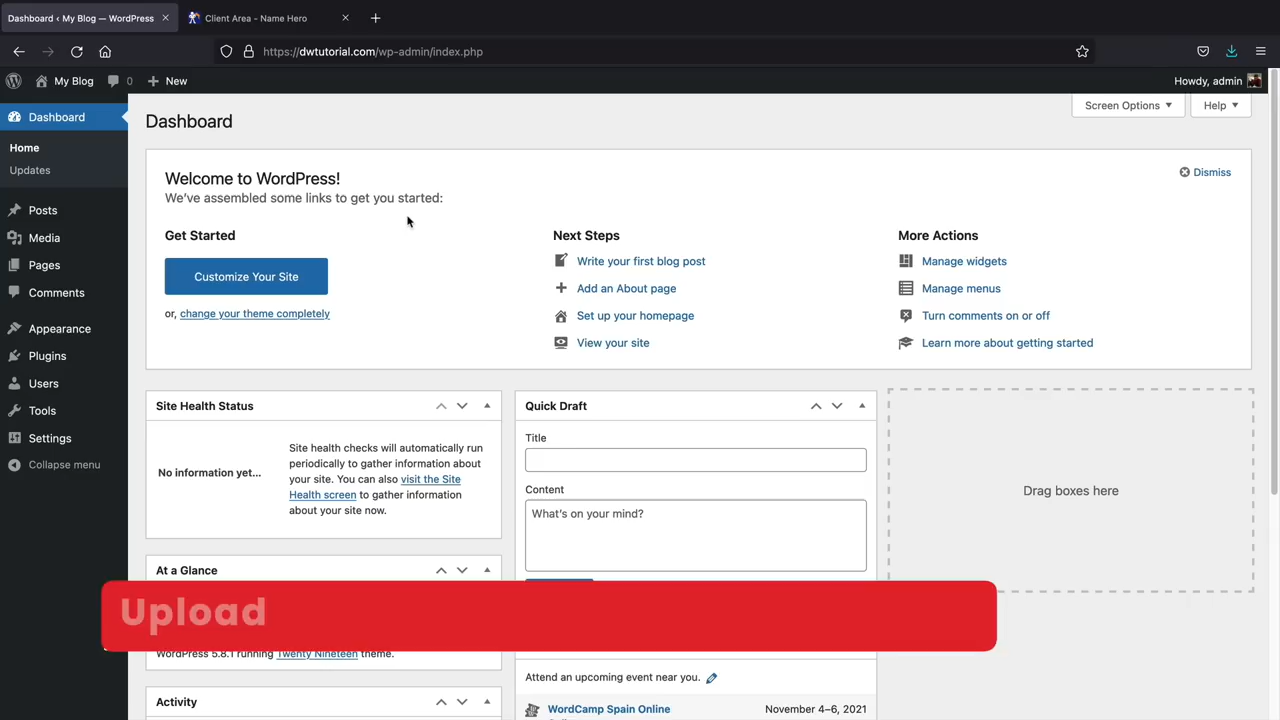 Dashboard ‹ My Blog — WordPress
Client Area - Name Hero
https://dwtutorial.com/wp-admin/index.php
My Blog
0
New
Howdy, admin
Dashboard
Home
Updates
Posts
Media
Pages
Comments
Appearance
Plugins
Users
Tools
Settings
Collapse menu
Dashboard
Screen Options
Help
Welcome to WordPress!
We've assembled some links to get you started:
Dismiss
Get Started
Customize Your Site
or, change your theme completely
Next Steps
Write your first blog post
Add an About page
Set up your homepage
View your site
More Actions
Manage widgets
Manage menus
Turn comments on or off
Learn more about getting started
Site Health Status
No information yet...
Site health checks will automatically run
periodically to gather information about
your site. You can also visit the Site
Health screen to gather information
about your site now.
At a Glance
WordPress 5.8.1 running Twenty Nineteen theme.
Activity
Quick Draft
Title
Content
What's on your mind?
Attend an upcoming event near you.
WordCamp Spain Online
November 4–6, 2021
Drag boxes here
Upload